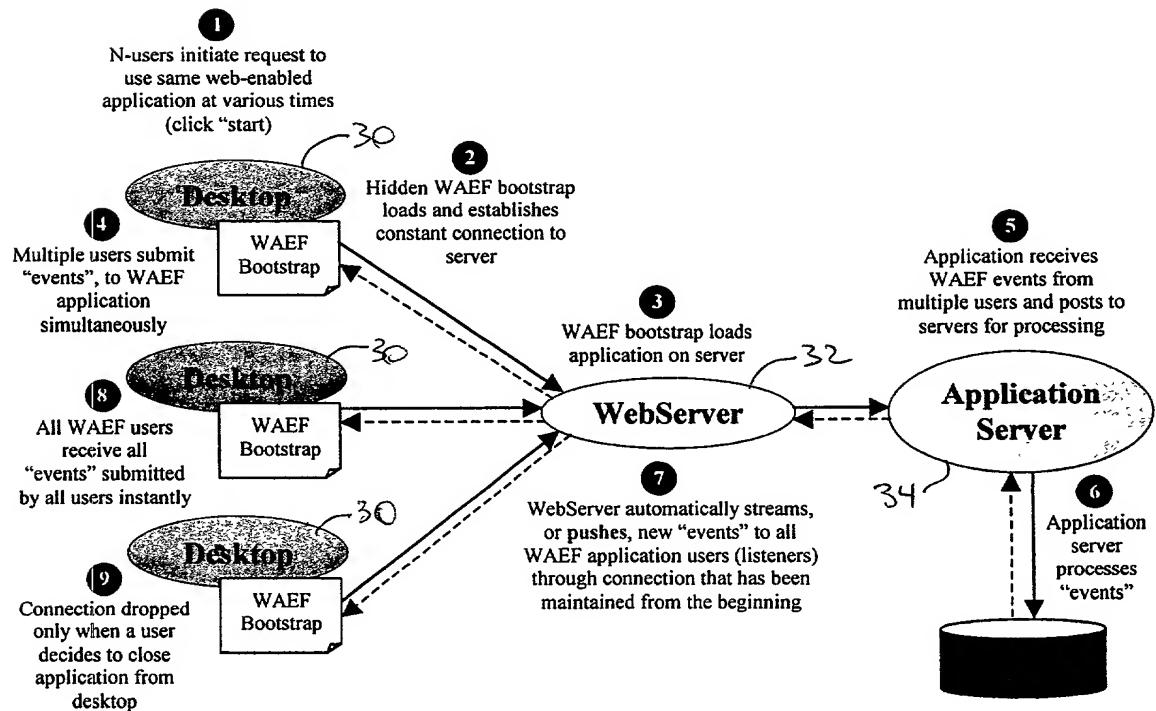 1
N-users initiate request to
use same web-enabled
application at various times
(click “start)
30
Desktop
WAEF
Bootstrap
2
Hidden WAEF bootstrap
loads and establishes
constant connection to
server
4
Multiple users submit
“events”, to WAEF
application
simultaneously
3
WAEF bootstrap loads
application on server
32
WebServer
5
Application receives
WAEF events from
multiple users and posts to
servers for processing
Application
Server
34
30
Desktop
WAEF
Bootstrap
8
All WAEF users
receive all
“events” submitted
by all users instantly
7
WebServer automatically streams,
or pushes, new “events” to all
WAEF application users (listeners)
through connection that has been
maintained from the beginning
6
Application
server
processes
“events”
30
Desktop
WAEF
Bootstrap
9
Connection dropped
only when a user
decides to close
application from
desktop